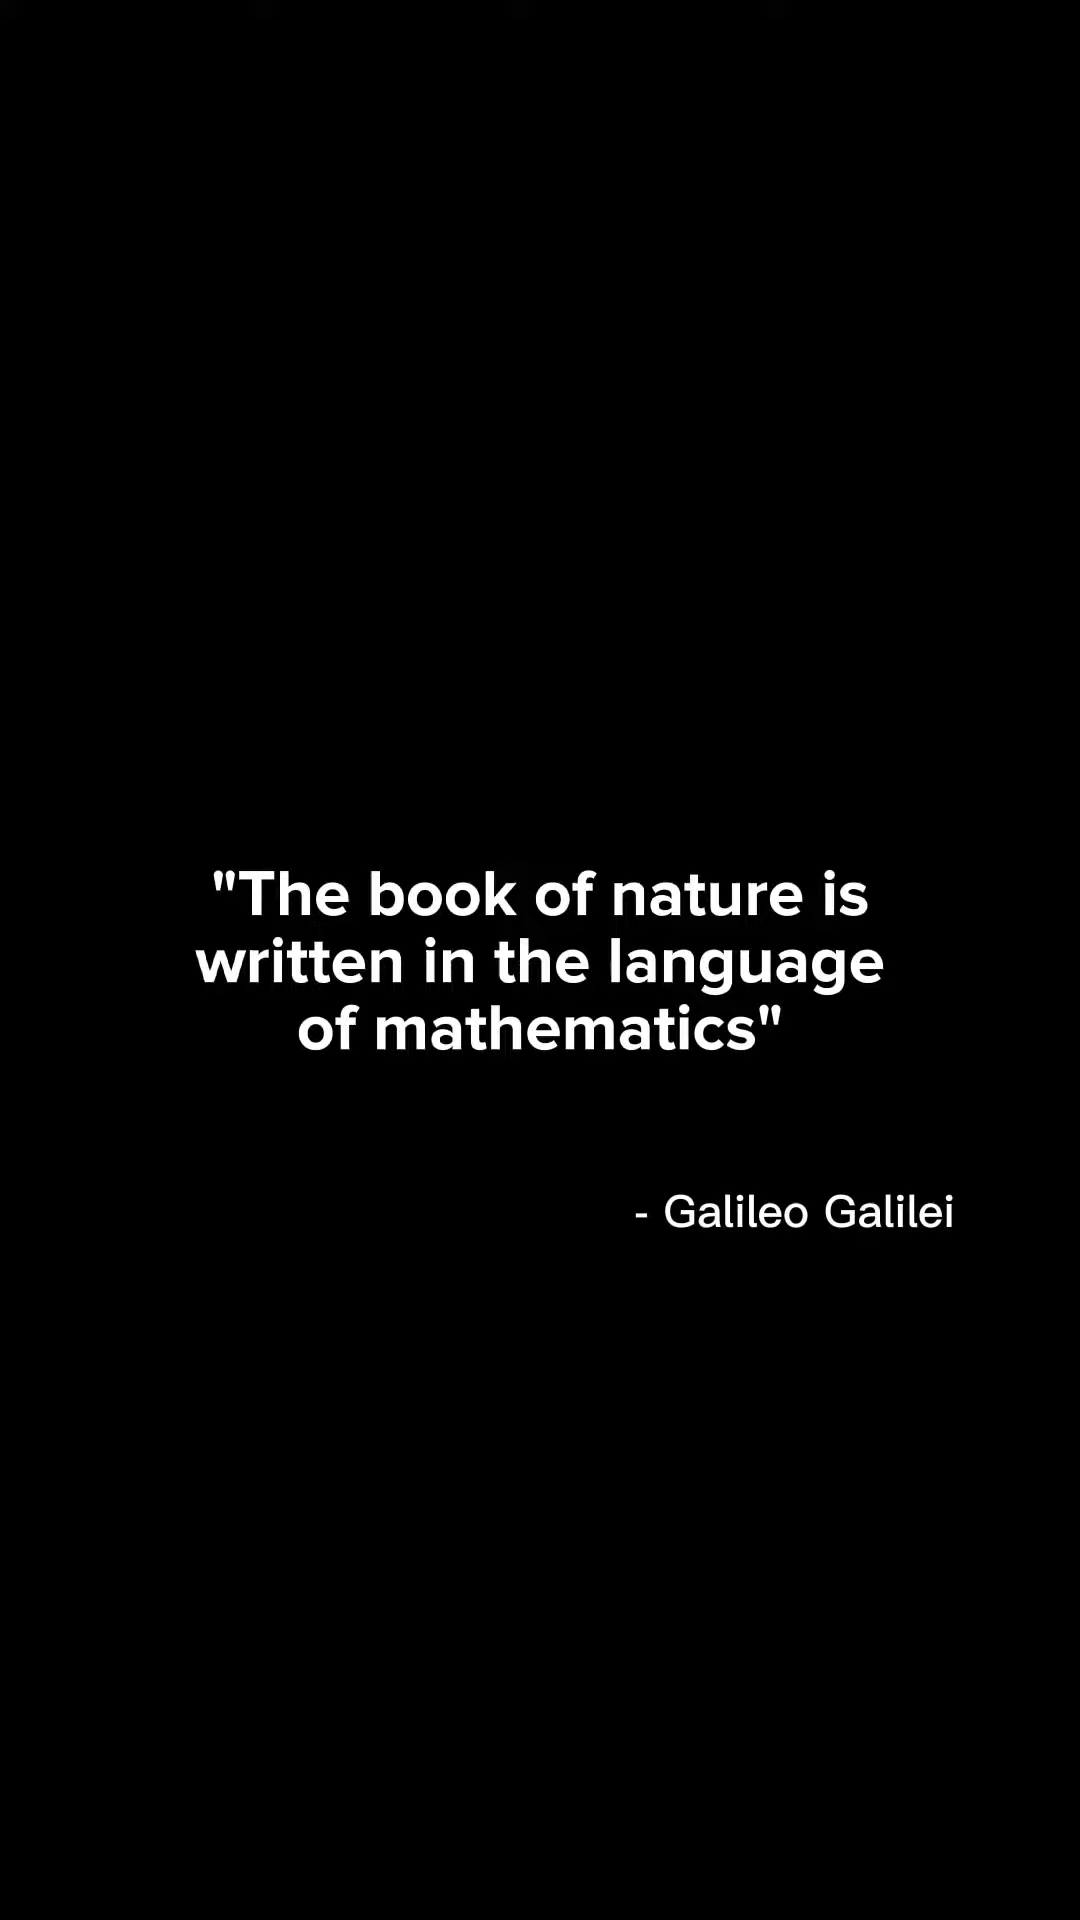 "The book of nature is
written in the language
of mathematics"
- Galileo Galilei